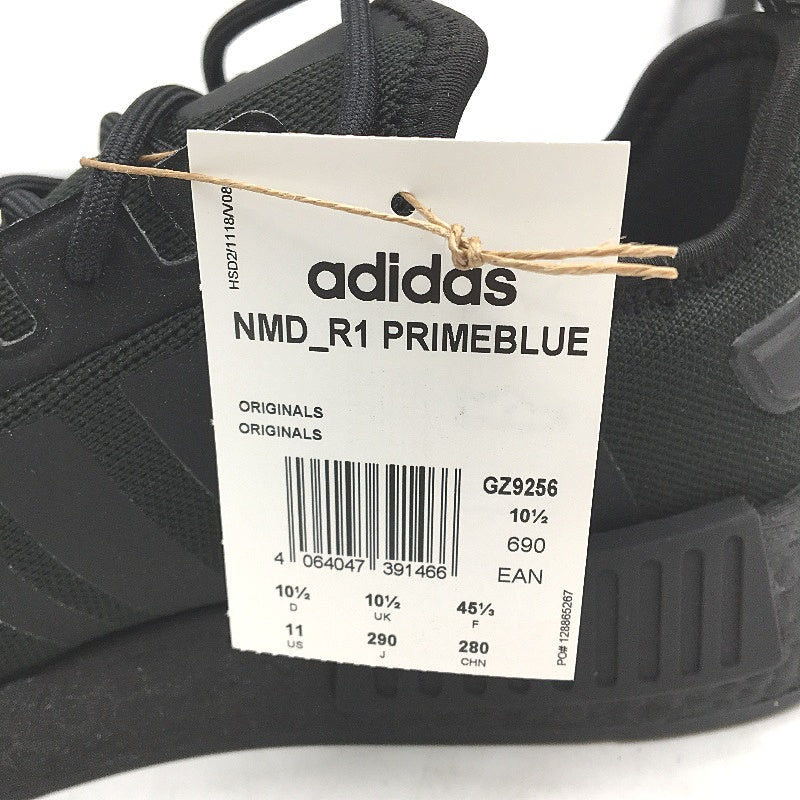 HSD2/1118/V08
adidas
NMD_R1 PRIMEBLUE
ORIGINALS
ORIGINALS
GZ9256
10½
690
EAN
4 064047 391466
10½ 10½ 45⅓
D UK F
11 290 280
US J CHN
PO# 128865267